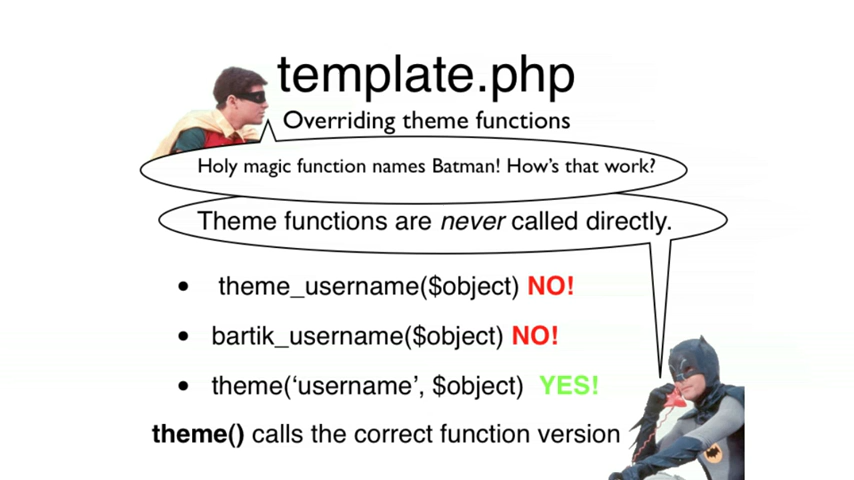 template.php
Overriding theme functions
Holy magic function names Batman! How's that work?
Theme functions are never called directly.
• theme_username($object) NO!
• bartik_username($object) NO!
• theme(‘username’, $object) YES!
theme() calls the correct function version